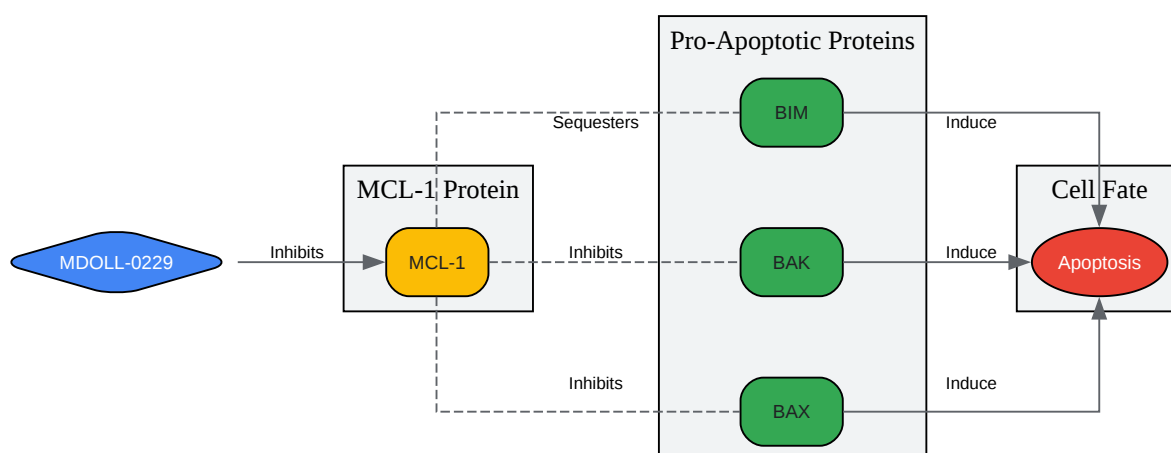 Pro-Apoptotic Proteins
BIM
Sequesters
Induce
MCL-1 Protein
Cell Fate
MDOLL-0229
Inhibits
MCL-1
Inhibits
BAK
Induce
Apoptosis
Inhibits
BAX
Induce